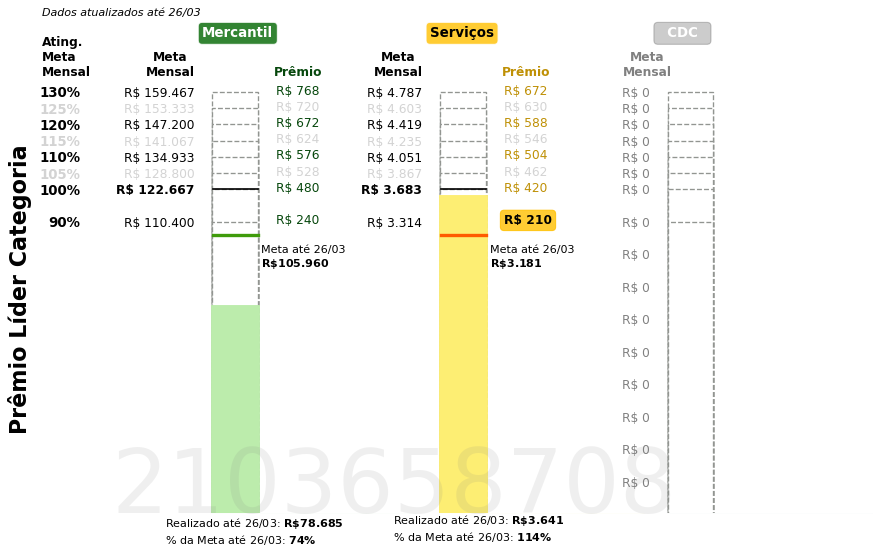 Dados atualizados até 26/03
Mercantil
Serviços
CDC
Ating.
Meta
Mensal
Meta
Mensal
Prêmio
Meta
Mensal
Prêmio
Meta
Mensal
130% R$ 159.467 R$ 768 R$ 4.787 R$ 672 R$ 0
125% R$ 153.333 R$ 720 R$ 4.603 R$ 630 R$ 0
120% R$ 147.200 R$ 672 R$ 4.419 R$ 588 R$ 0
115% R$ 141.067 R$ 624 R$ 4.235 R$ 546 R$ 0
110% R$ 134.933 R$ 576 R$ 4.051 R$ 504 R$ 0
105% R$ 128.800 R$ 528 R$ 3.867 R$ 462 R$ 0
100% R$ 122.667 R$ 480 R$ 3.683 R$ 420 R$ 0
90% R$ 110.400 R$ 240 R$ 3.314 R$ 210 R$ 0
Meta até 26/03
R$105.960
Meta até 26/03
R$3.181
R$ 0
R$ 0
R$ 0
R$ 0
R$ 0
R$ 0
R$ 0
R$ 0
Prêmio Líder Categoria
2103658708
Realizado até 26/03: R$78.685
% da Meta até 26/03: 74%
Realizado até 26/03: R$3.641
% da Meta até 26/03: 114%